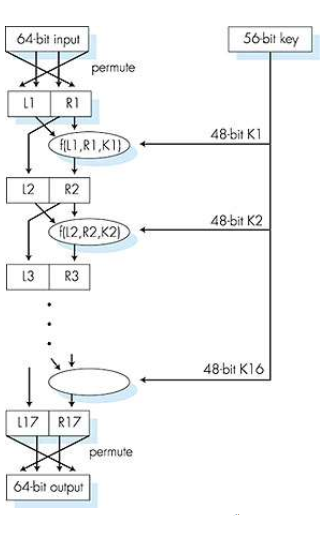 64-bit input
56-bit key
permute
L1 R1
48-bit K1
f(L1,R1,K1)
L2 R2
48-bit K2
f(L2,R2,K2)
L3 R3
48-bit K16
L17 R17
permute
64-bit output